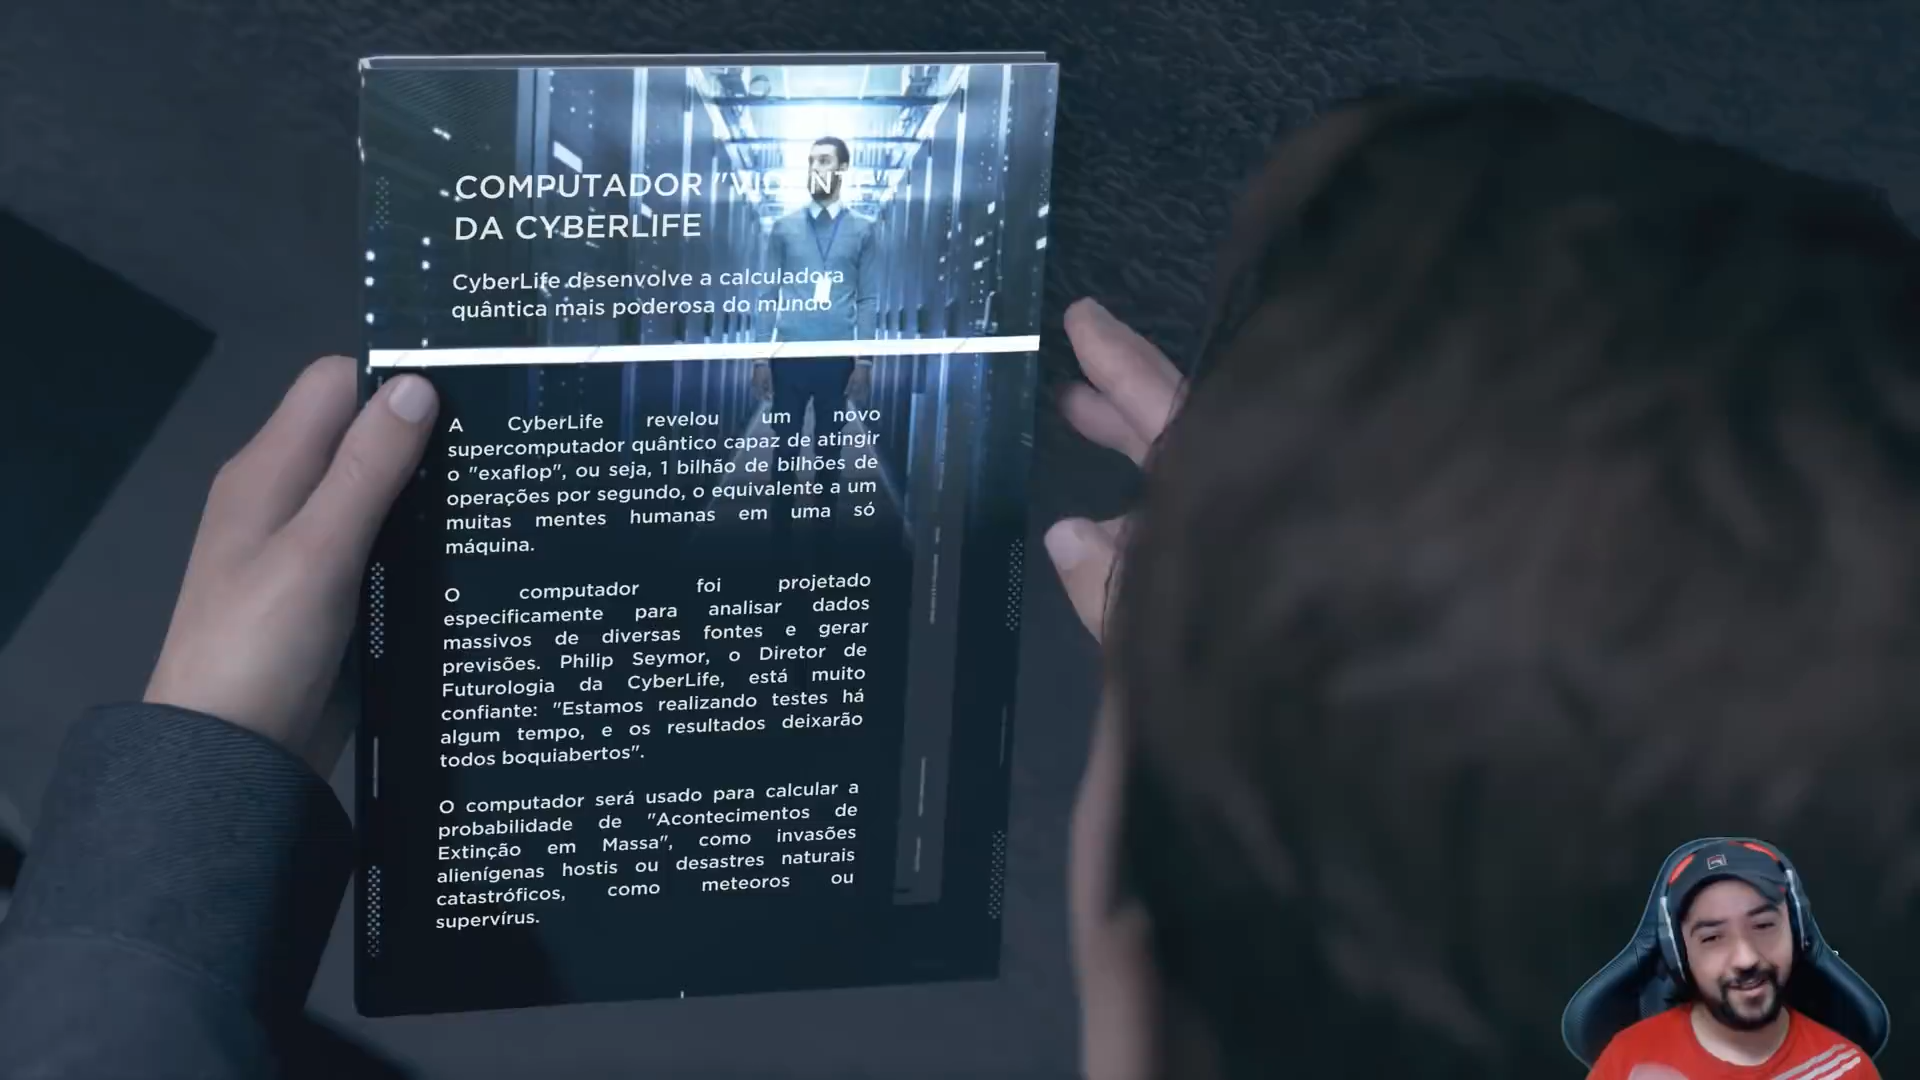 COMPUTADOR "VIDENTE"
DA CYBERLIFE
CyberLife desenvolve a calculadora
quântica mais poderosa do mundo
A CyberLife revelou um novo
supercomputador quântico capaz de atingir
o "exaflop", ou seja, 1 bilhão de bilhões de
operações por segundo, o equivalente a um
muitas mentes humanas em uma só
máquina.
O computador foi projetado
especificamente para analisar dados
massivos de diversas fontes e gerar
previsões. Philip Seymor, o Diretor de
Futurologia da CyberLife, está muito
confiante: "Estamos realizando testes há
algum tempo, e os resultados deixarão
todos boquiabertos".
O computador será usado para calcular a
probabilidade de "Acontecimentos de
Extinção em Massa", como invasões
alienígenas hostis ou desastres naturais
catastróficos, como meteoros ou
supervírus.